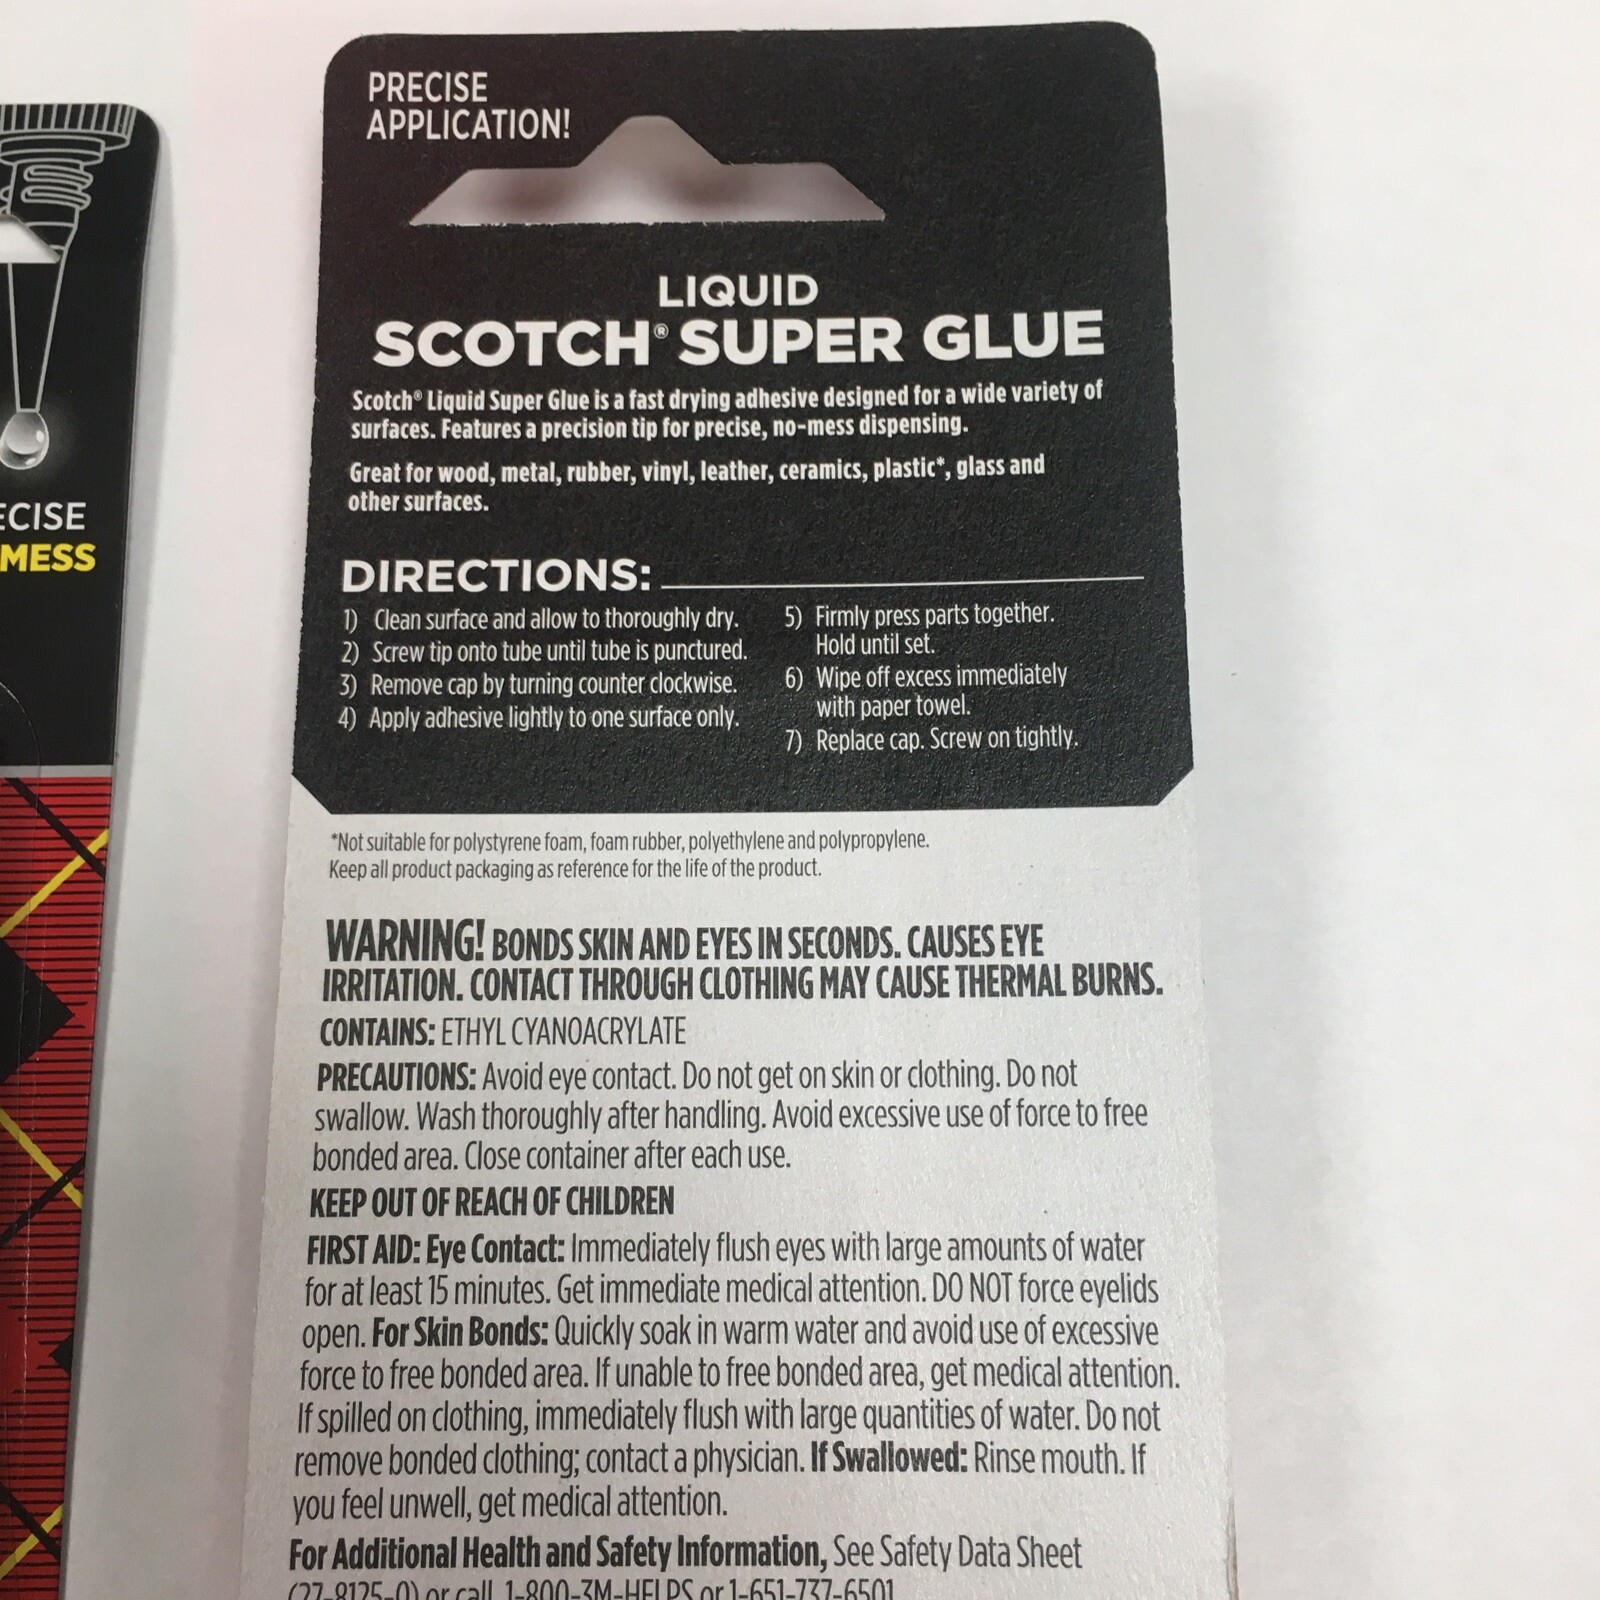 PRECISE
APPLICATION!
LIQUID
SCOTCH® SUPER GLUE
Scotch® Liquid Super Glue is a fast drying adhesive designed for a wide variety of
surfaces. Features a precision tip for precise, no-mess dispensing.
Great for wood, metal, rubber, vinyl, leather, ceramics, plastic*, glass and
other surfaces.
DIRECTIONS:
1) Clean surface and allow to thoroughly dry.
2) Screw tip onto tube until tube is punctured.
3) Remove cap by turning counter clockwise.
4) Apply adhesive lightly to one surface only.
5) Firmly press parts together.
Hold until set.
6) Wipe off excess immediately
with paper towel.
7) Replace cap. Screw on tightly.
*Not suitable for polystyrene foam, foam rubber, polyethylene and polypropylene.
Keep all product packaging as reference for the life of the product.
WARNING! BONDS SKIN AND EYES IN SECONDS. CAUSES EYE
IRRITATION. CONTACT THROUGH CLOTHING MAY CAUSE THERMAL BURNS.
CONTAINS: ETHYL CYANOACRYLATE
PRECAUTIONS: Avoid eye contact. Do not get on skin or clothing. Do not
swallow. Wash thoroughly after handling. Avoid excessive use of force to free
bonded area. Close container after each use.
KEEP OUT OF REACH OF CHILDREN
FIRST AID: Eye Contact: Immediately flush eyes with large amounts of water
for at least 15 minutes. Get immediate medical attention. DO NOT force eyelids
open. For Skin Bonds: Quickly soak in warm water and avoid use of excessive
force to free bonded area. If unable to free bonded area, get medical attention.
If spilled on clothing, immediately flush with large quantities of water. Do not
remove bonded clothing; contact a physician. If Swallowed: Rinse mouth. If
you feel unwell, get medical attention.
For Additional Health and Safety Information, See Safety Data Sheet
(27-8125-0) or call 1-800-3M-HELPS or 1-651-737-6501
ECISE
MESS